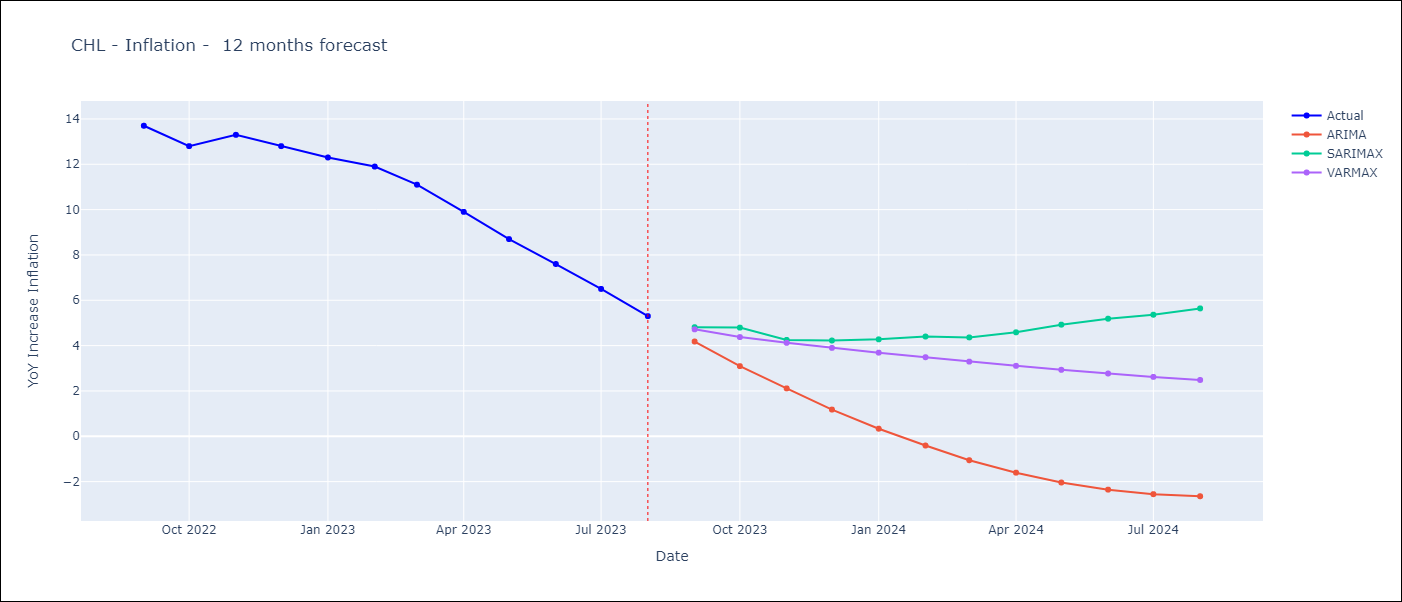 CHL - Inflation -  12 months forecast
14
12
10
8
6
4
2
0
−2
YoY Increase Inflation
Oct 2022
Jan 2023
Apr 2023
Jul 2023
Oct 2023
Jan 2024
Apr 2024
Jul 2024
Date
Actual
ARIMA
SARIMAX
VARMAX